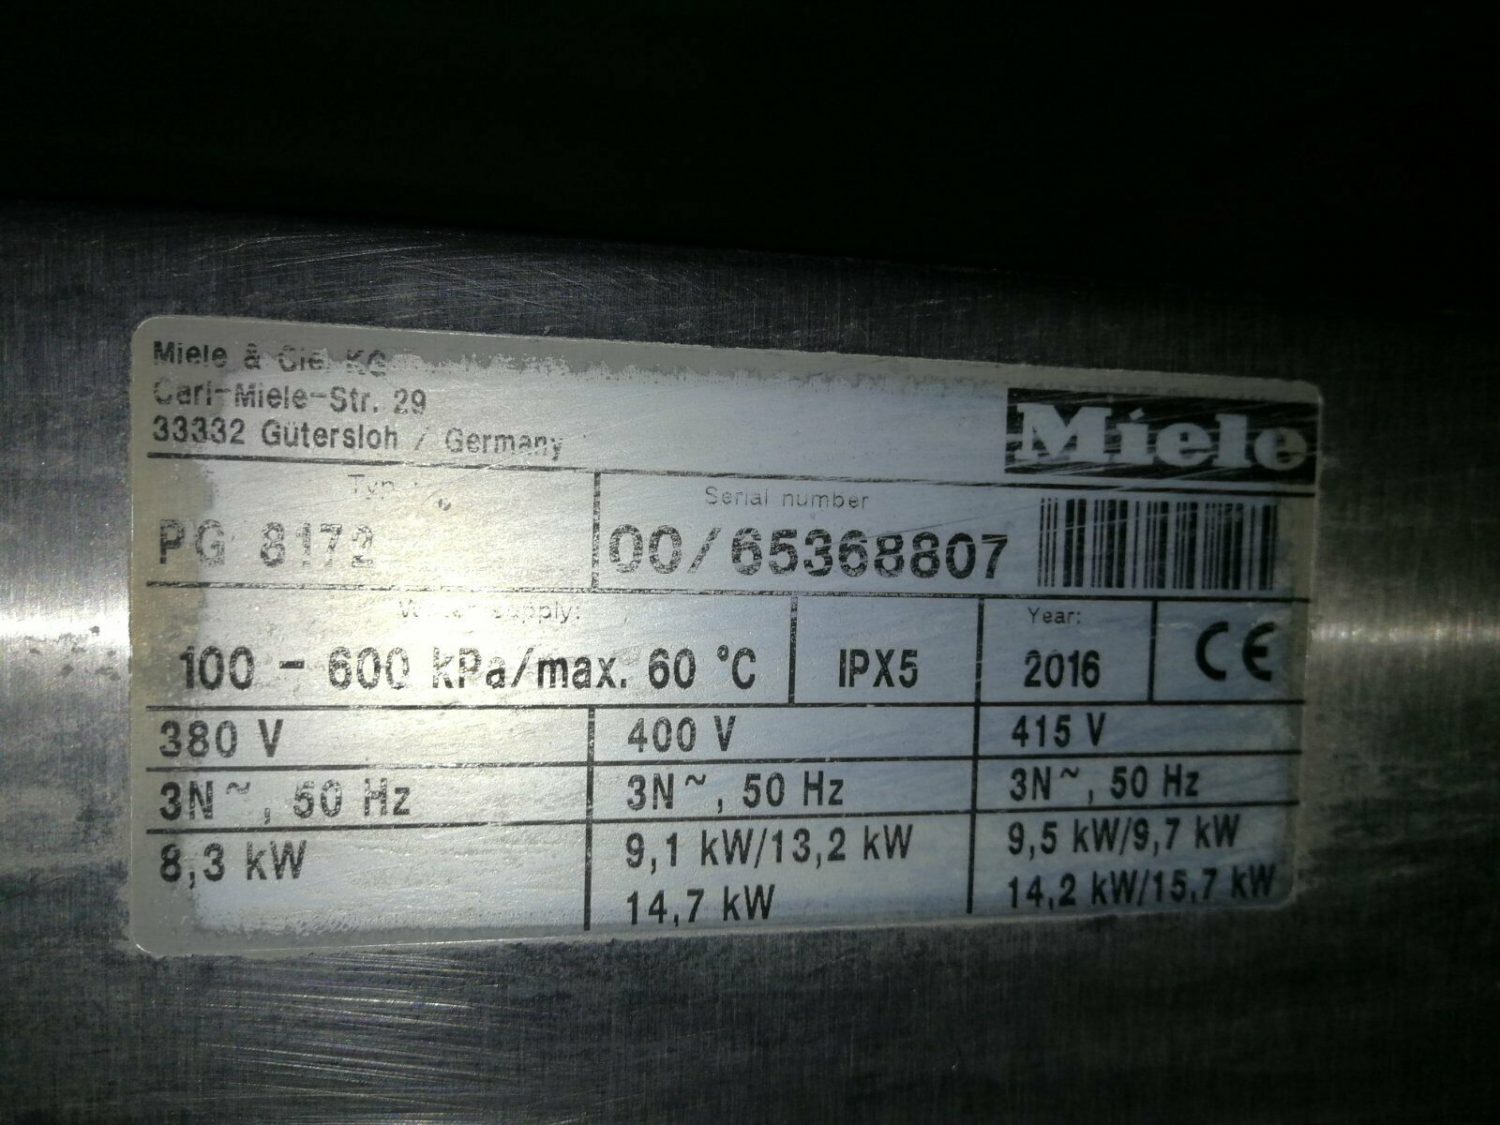 Miele & Cie. KG
Carl-Miele-Str. 29
33332 Gütersloh / Germany
Miele
Typ
Serial number
PG 8172
00/65368807
Water supply:
100 - 600 kPa/max. 60 °C
IPX5
Year:
2016
CE
380 V
400 V
415 V
3N~, 50 Hz
3N~, 50 Hz
3N~, 50 Hz
8,3 kW
9,1 kW/13,2 kW
14,7 kW
9,5 kW/9,7 kW
14,2 kW/15,7 kW